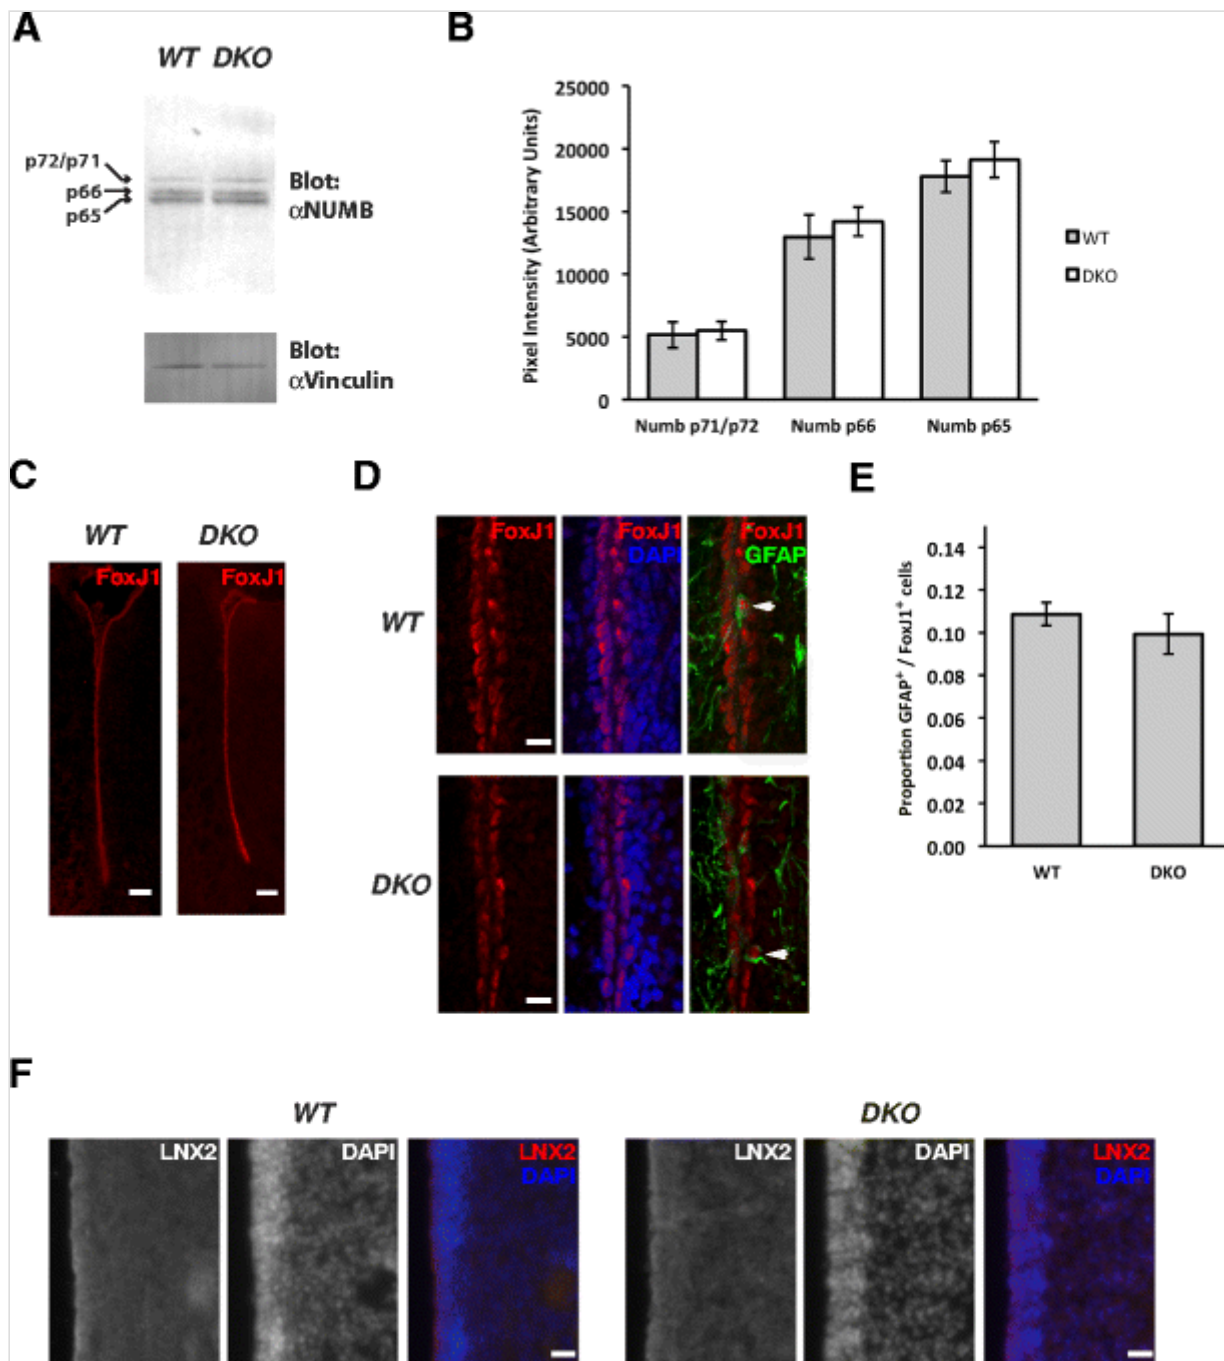 A
WT DKO
p72/p71
p66
p65
Blot:
αNUMB
Blot:
αVinculin
B
Pixel Intensity (Arbitrary Units)
25000
20000
15000
10000
5000
0
Numb p71/p72 Numb p66 Numb p65
WT
DKO
C
WT DKO
FoxJ1 FoxJ1
D
WT
FoxJ1 FoxJ1 FoxJ1
DAPI GFAP
DKO
E
Proportion GFAP⁺ / FoxJ1⁺ cells
0.14
0.12
0.10
0.08
0.06
0.04
0.02
0.00
WT DKO
F
WT DKO
LNX2 DAPI LNX2 LNX2 DAPI LNX2
DAPI DAPI